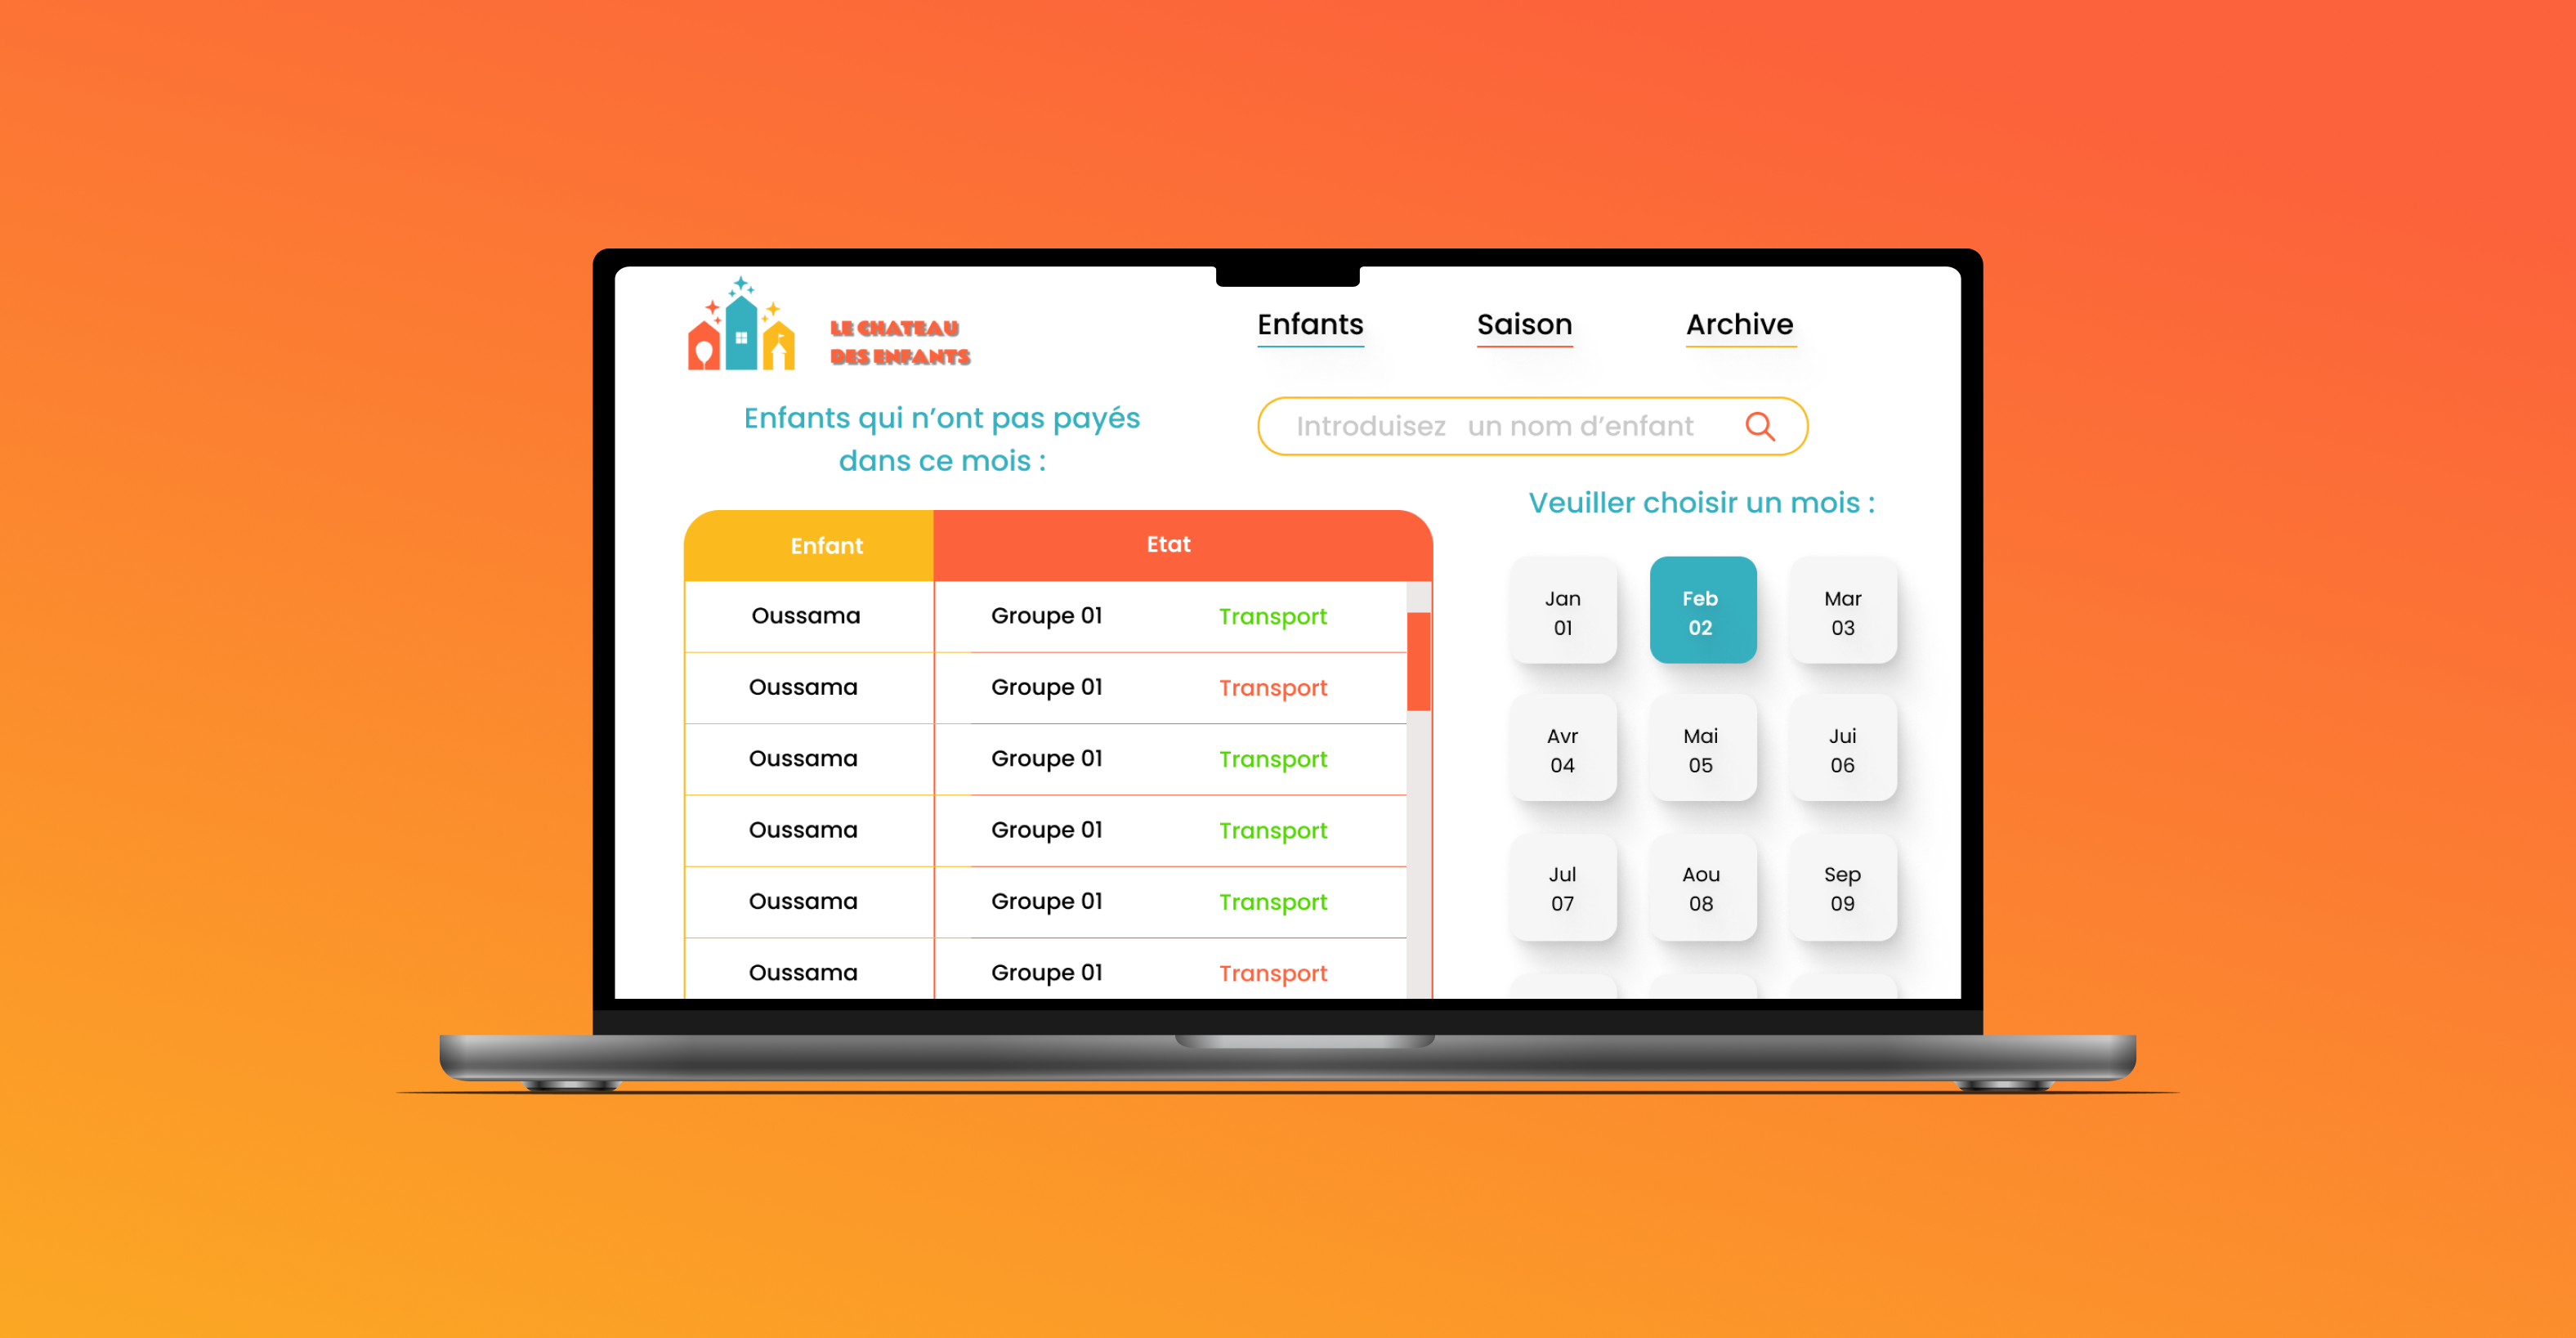 LE CHATEAU
DES ENFANTS
Enfants Saison Archive
Enfants qui n’ont pas payés
dans ce mois :
Introduisez un nom d’enfant
Veuiller choisir un mois :
Enfant Etat
Oussama Groupe 01 Transport
Oussama Groupe 01 Transport
Oussama Groupe 01 Transport
Oussama Groupe 01 Transport
Oussama Groupe 01 Transport
Oussama Groupe 01 Transport
Jan Feb Mar
01 02 03
Avr Mai Jui
04 05 06
Jul Aou Sep
07 08 09